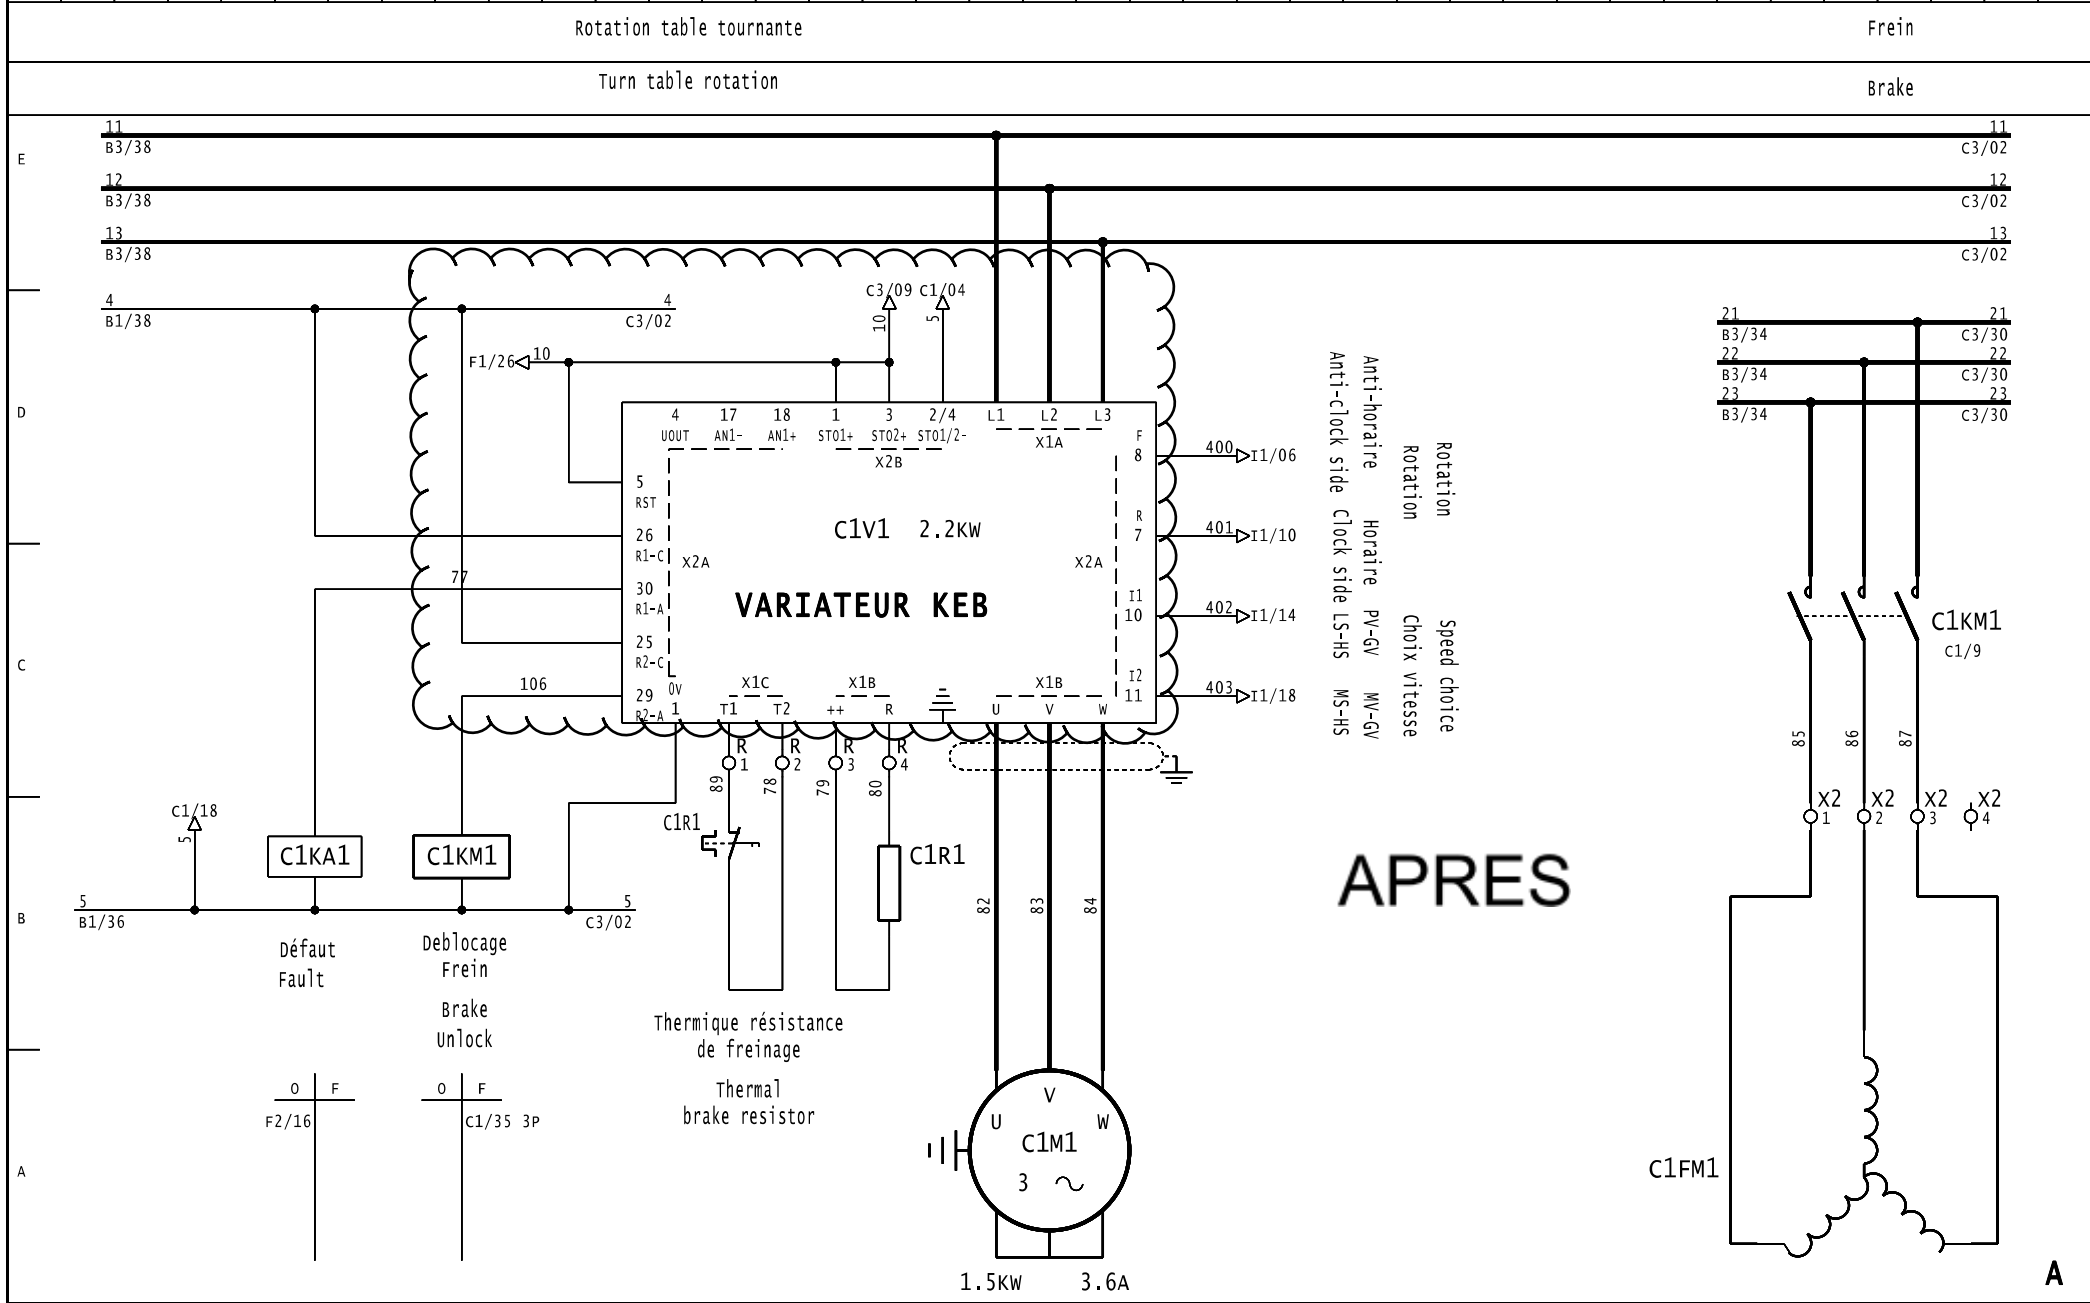 Rotation table tournante
Frein
Turn table rotation
Brake
E
11
B3/38
11
C3/02
12
B3/38
12
C3/02
13
B3/38
13
C3/02
4
B1/38
4
C3/02
C3/09
C1/04
10
5
F1/26
10
21
B3/34
21
C3/30
22
B3/34
22
C3/30
23
B3/34
23
C3/30
D
4 17 18 1 3 2/4 L1 L2 L3
UOUT AN1- AN1+ STO1+ STO2+ STO1/2-
X1A
X2B
F
8
400
I1/06
5
RST
R
7
401
I1/10
26
R1-C
C1V1 2.2KW
X2A
X2A
77
30
R1-A
VARIATEUR KEB
I1
10
402
I1/14
25
R2-C
I2
11
403
I1/18
106
29
R2-A
0V
1
X1C
T1 T2
X1B
++ R
X1B
U V W
Anti-clock side Clock side LS-HS MS-HS
Anti-horaire Horaire PV-GV MV-GV
Rotation Choix vitesse
Rotation Speed choice
C1KM1
C1/9
C
R
1
R
2
R
3
R
4
89
78
79
80
85
86
87
X2
1
X2
2
X2
3
X2
4
C1/18
5
C1KA1
C1KM1
C1R1
C1R1
APRES
82
83
84
B
5
B1/36
5
C3/02
Défaut
Fault
Deblocage
Frein
Brake
Unlock
Thermique résistance
de freinage
Thermal
brake resistor
O F
F2/16
O F
C1/35 3P
A
V
U
W
C1M1
3
1.5KW
3.6A
C1FM1
A